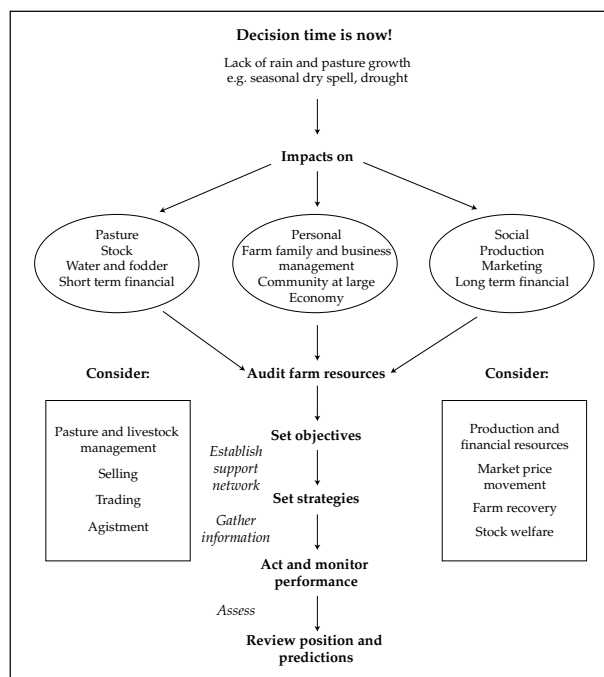 Decision time is now!
Lack of rain and pasture growth
e.g. seasonal dry spell, drought
Impacts on
Pasture
Stock
Water and fodder
Short term financial
Personal
Farm family and business
management
Community at large
Economy
Social
Production
Marketing
Long term financial
Audit farm resources
Consider:
Pasture and livestock
management
Selling
Trading
Agistment
Set objectives
Establish
support
network
Set strategies
Gather
information
Act and monitor
performance
Assess
Review position and
predictions
Consider:
Production and
financial resources
Market price
movement
Farm recovery
Stock welfare